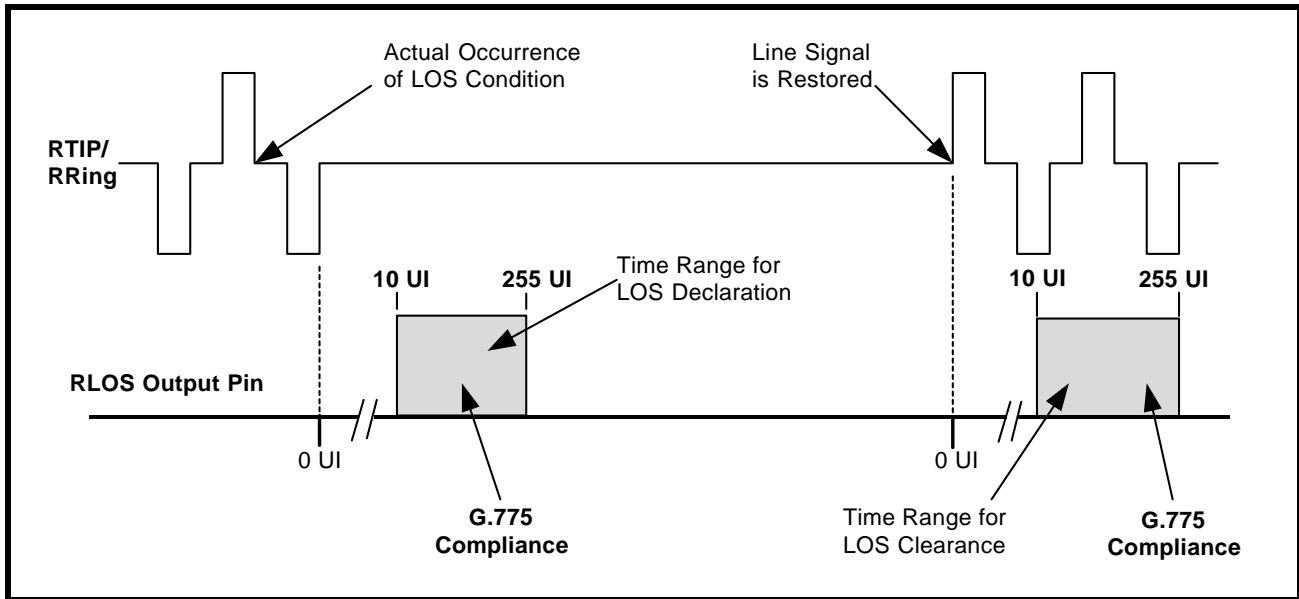 Actual Occurrence
of LOS Condition
Line Signal
is Restored
RTIP/
RRing
10 UI
255 UI
Time Range for
LOS Declaration
10 UI
255 UI
RLOS Output Pin
0 UI
0 UI
G.775
Compliance
Time Range for
LOS Clearance
G.775
Compliance